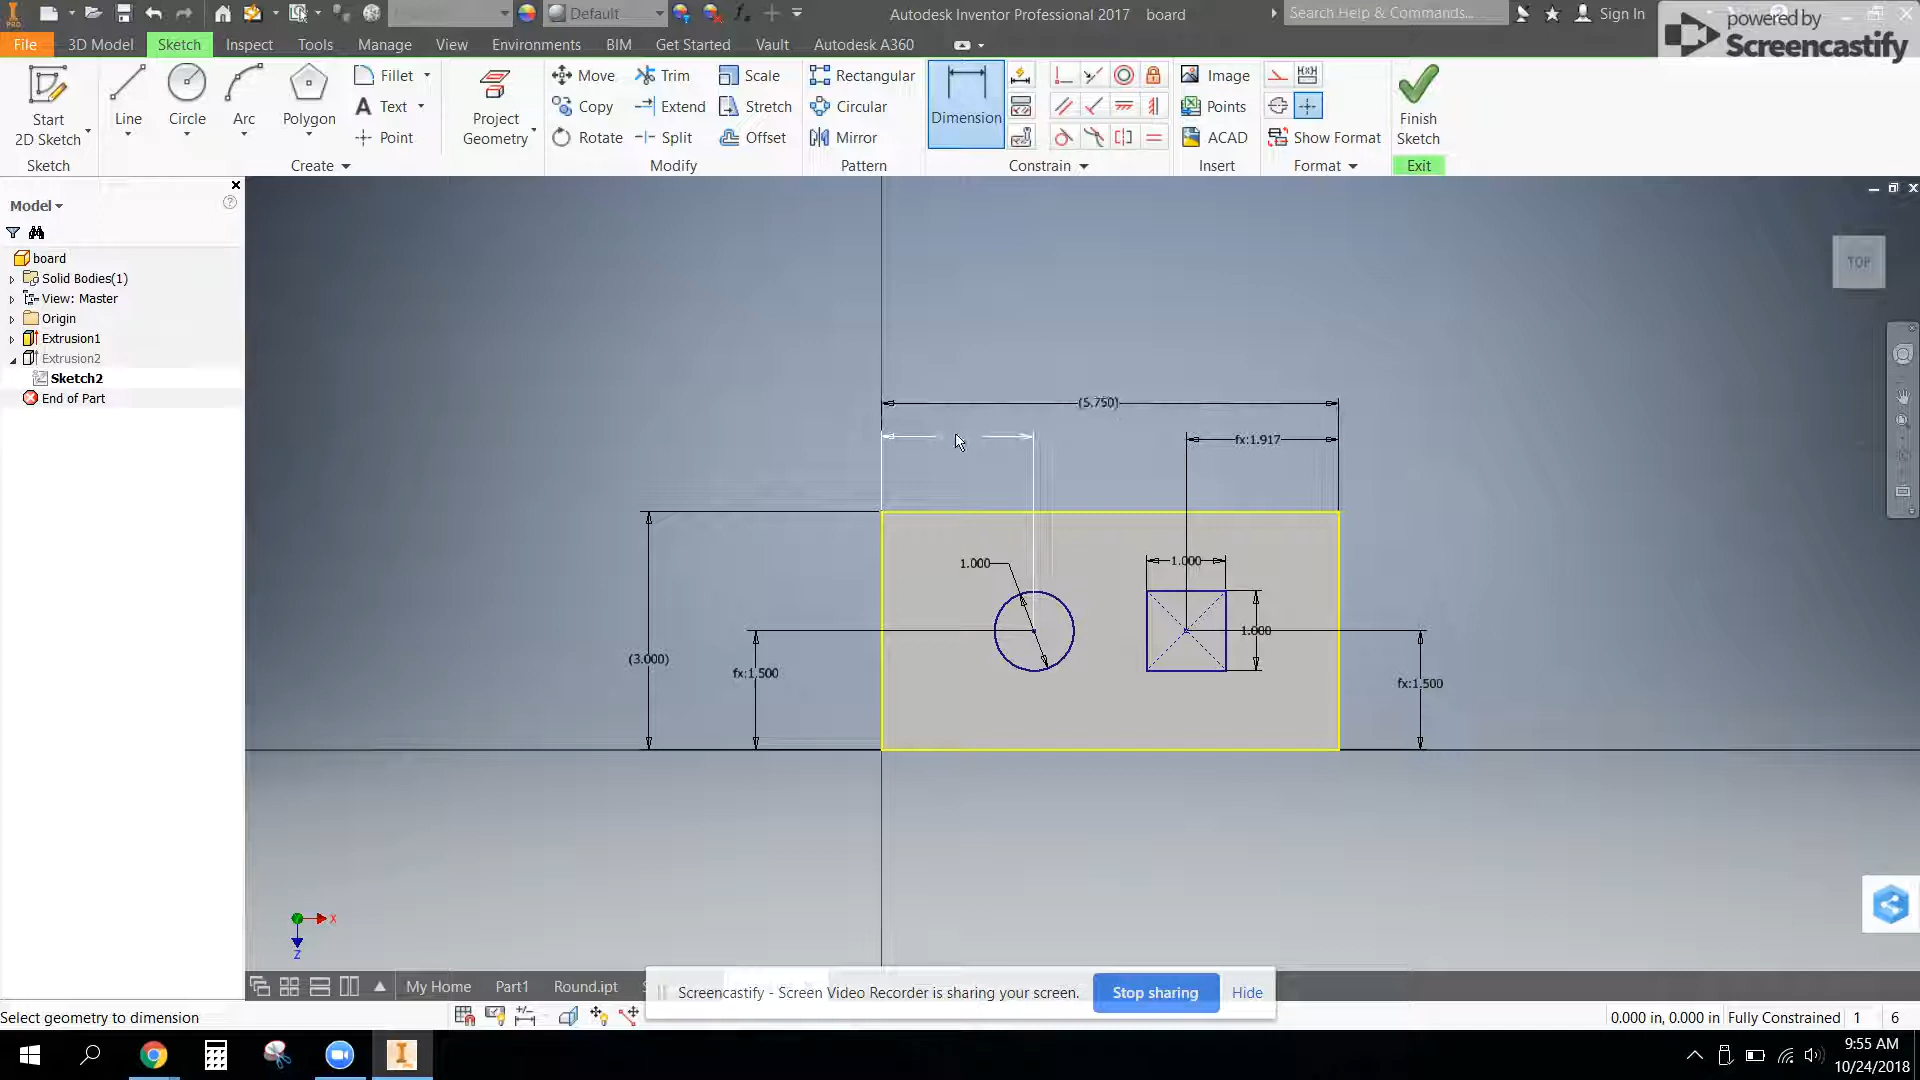 PRO
Default
Autodesk Inventor Professional 2017 board
Search Help & Commands...
Sign In
powered by
Screencastify
File 3D Model Sketch Inspect Tools Manage View Environments BIM Get Started Vault Autodesk A360
Start
2D Sketch
Line Circle Arc Polygon
Fillet
Text
Point
Project
Geometry
Move Trim Scale
Copy Extend Stretch
Rotate Split Offset
Rectangular
Circular
Mirror
Dimension
Image
Points
ACAD
Show Format
Finish
Sketch
Sketch Create Modify Pattern Constrain Insert Format Exit
Model
board
Solid Bodies(1)
View: Master
Origin
Extrusion1
Extrusion2
Sketch2
End of Part
TOP
(5.750)
fx:1.917
1.000
1.000
1.000
(3.000)
fx:1.500
fx:1.500
X
Z
My Home Part1 Round.ipt
Screencastify - Screen Video Recorder is sharing your screen. Stop sharing Hide
Select geometry to dimension
0.000 in, 0.000 in Fully Constrained 1 6
9:55 AM
10/24/2018